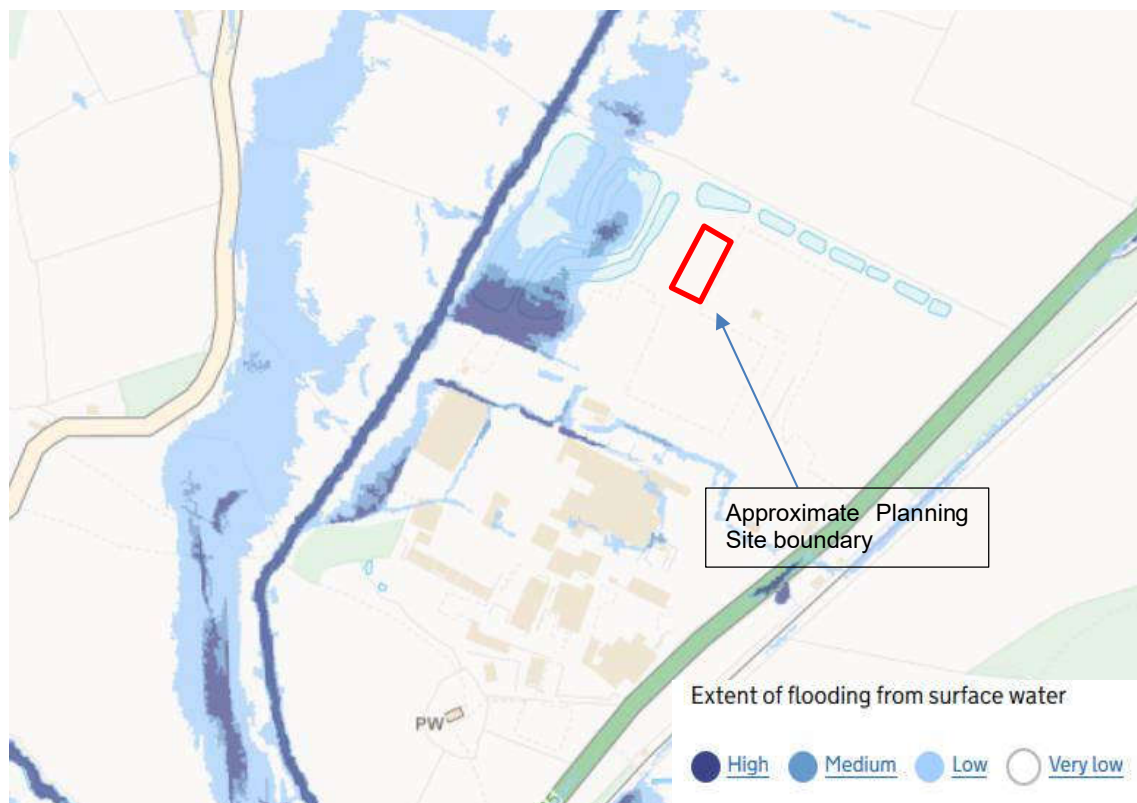 Approximate Planning
Site boundary
PW
Extent of flooding from surface water
High Medium Low Very low